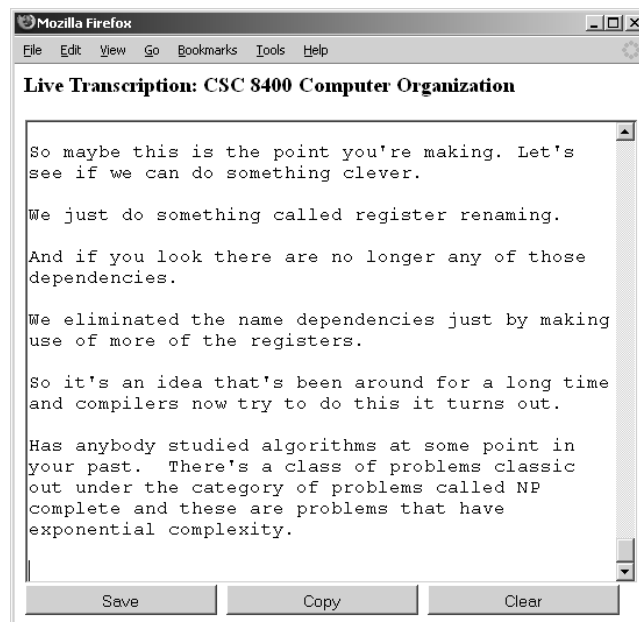 Mozilla Firefox
File Edit View Go Bookmarks Tools Help
Live Transcription: CSC 8400 Computer Organization
So maybe this is the point you're making. Let's
see if we can do something clever.
We just do something called register renaming.
And if you look there are no longer any of those
dependencies.
We eliminated the name dependencies just by making
use of more of the registers.
So it's an idea that's been around for a long time
and compilers now try to do this it turns out.
Has anybody studied algorithms at some point in
your past.  There's a class of problems classic
out under the category of problems called NP
complete and these are problems that have
exponential complexity.
Save Copy Clear